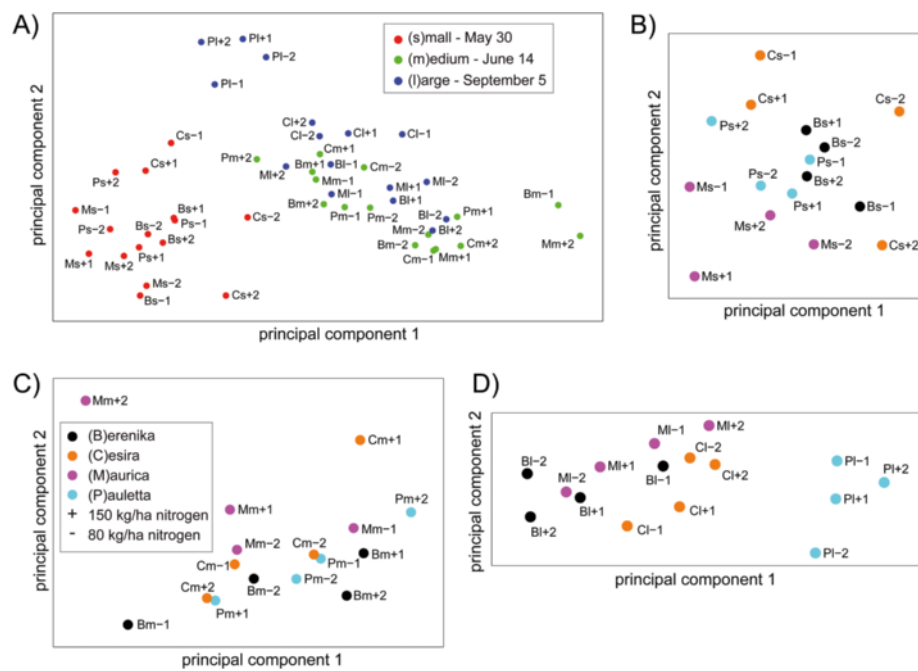 A)
Pl+2
Pl+1
Pl−2
Pl−1
(s)mall - May 30
(m)edium - June 14
(l)arge - September 5
Cs−1
Cs+1
Ps+2
Ms−1
Ps−2
Bs+1
Ps−1
Bs−2
Bs+2
Ms+1
Ms+2
Ps+1
Ms−2
Bs−1
Cs−2
Cs+2
Cl+2
Cl−2
Cl+1
Cl−1
Cm+1
Pm+2
Bm+1
Bl−1
Cm−2
Ml+2
Mm−1
Ml−1
Ml+1
Ml−2
Bl+1
Bm+2
Pm−1
Pm−2
Bl−2
Pm+1
Mm−2
Bl+2
Bm−2
Cm−1
Mm+1
Cm+2
Bm−1
Mm+2
principal component 2
principal component 1
B)
Cs−1
Cs+1
Cs−2
Ps+2
Bs+1
Bs−2
Ps−1
Ps−2
Bs+2
Ms−1
Ps+1
Bs−1
Ms+2
Ms−2
Cs+2
Ms+1
principal component 2
principal component 1
C)
Mm+2
(B)erenika
(C)esira
(M)aurica
(P)auletta
+ 150 kg/ha nitrogen
- 80 kg/ha nitrogen
Cm+1
Pm+2
Mm+1
Mm−1
Mm−2
Cm−2
Bm+1
Cm−1
Pm−1
Pm−2
Bm−2
Cm+2
Bm+2
Pm+1
Bm−1
principal component 2
principal component 1
D)
Ml−1
Ml+2
Cl−2
Bl−2
Ml−2
Ml+1
Bl−1
Cl+2
Bl+1
Bl+2
Cl−1
Cl+1
Pl−1
Pl+2
Pl+1
Pl−2
principal component 2
principal component 1